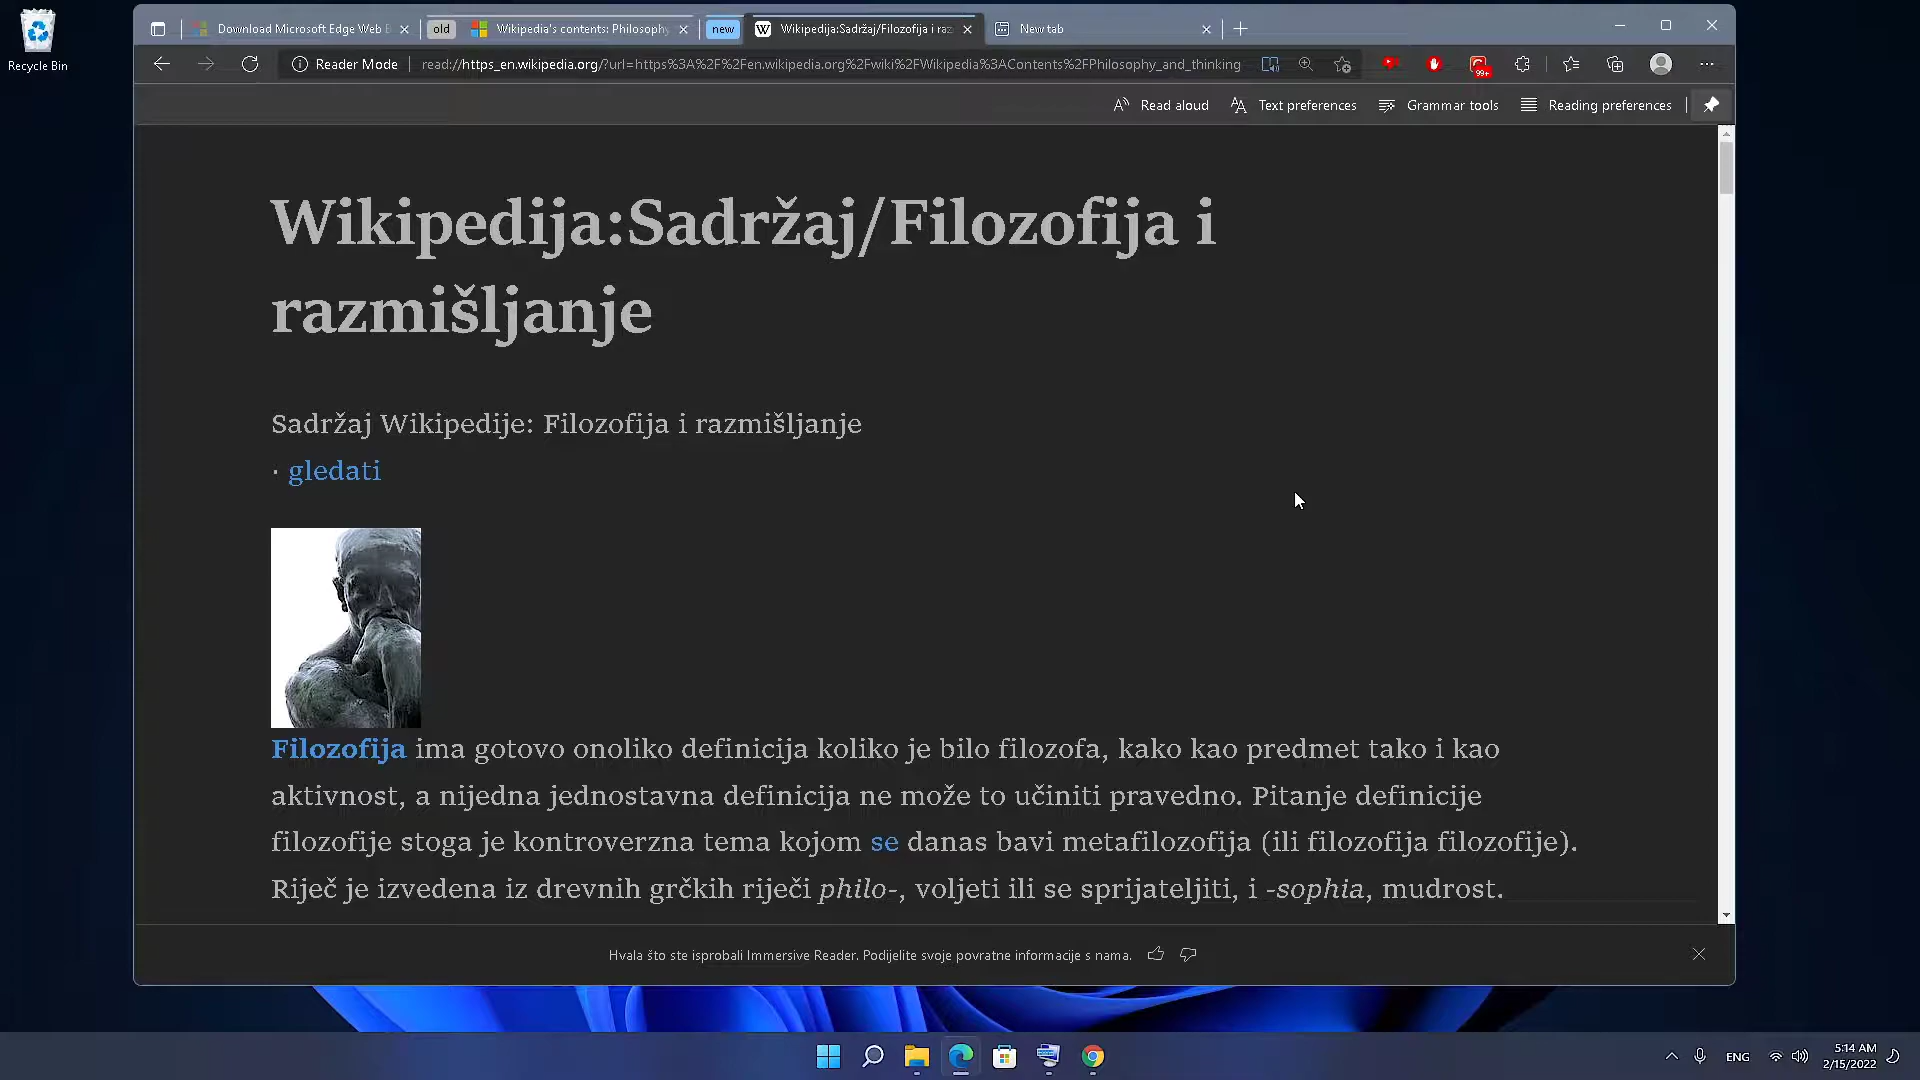 Recycle Bin
Download Microsoft Edge Web B
old
Wikipedia's contents: Philosophy
new
Wikipedija:Sadržaj/Filozofija i raz
New tab
Reader Mode
read://https_en.wikipedia.org/?url=https%3A%2F%2Fen.wikipedia.org%2Fwiki%2FWikipedia%3AContents%2FPhilosophy_and_thinking
99+
Read aloud
Text preferences
Grammar tools
Reading preferences
Wikipedija:Sadržaj/Filozofija i
razmišljanje
Sadržaj Wikipedije: Filozofija i razmišljanje
· gledati
Filozofija ima gotovo onoliko definicija koliko je bilo filozofa, kako kao predmet tako i kao
aktivnost, a nijedna jednostavna definicija ne može to učiniti pravedno. Pitanje definicije
filozofije stoga je kontroverzna tema kojom se danas bavi metafilozofija (ili filozofija filozofije).
Riječ je izvedena iz drevnih grčkih riječi philo-, voljeti ili se sprijateljiti, i -sophia, mudrost.
Hvala što ste isprobali Immersive Reader. Podijelite svoje povratne informacije s nama.
ENG
5:14 AM
2/15/2022